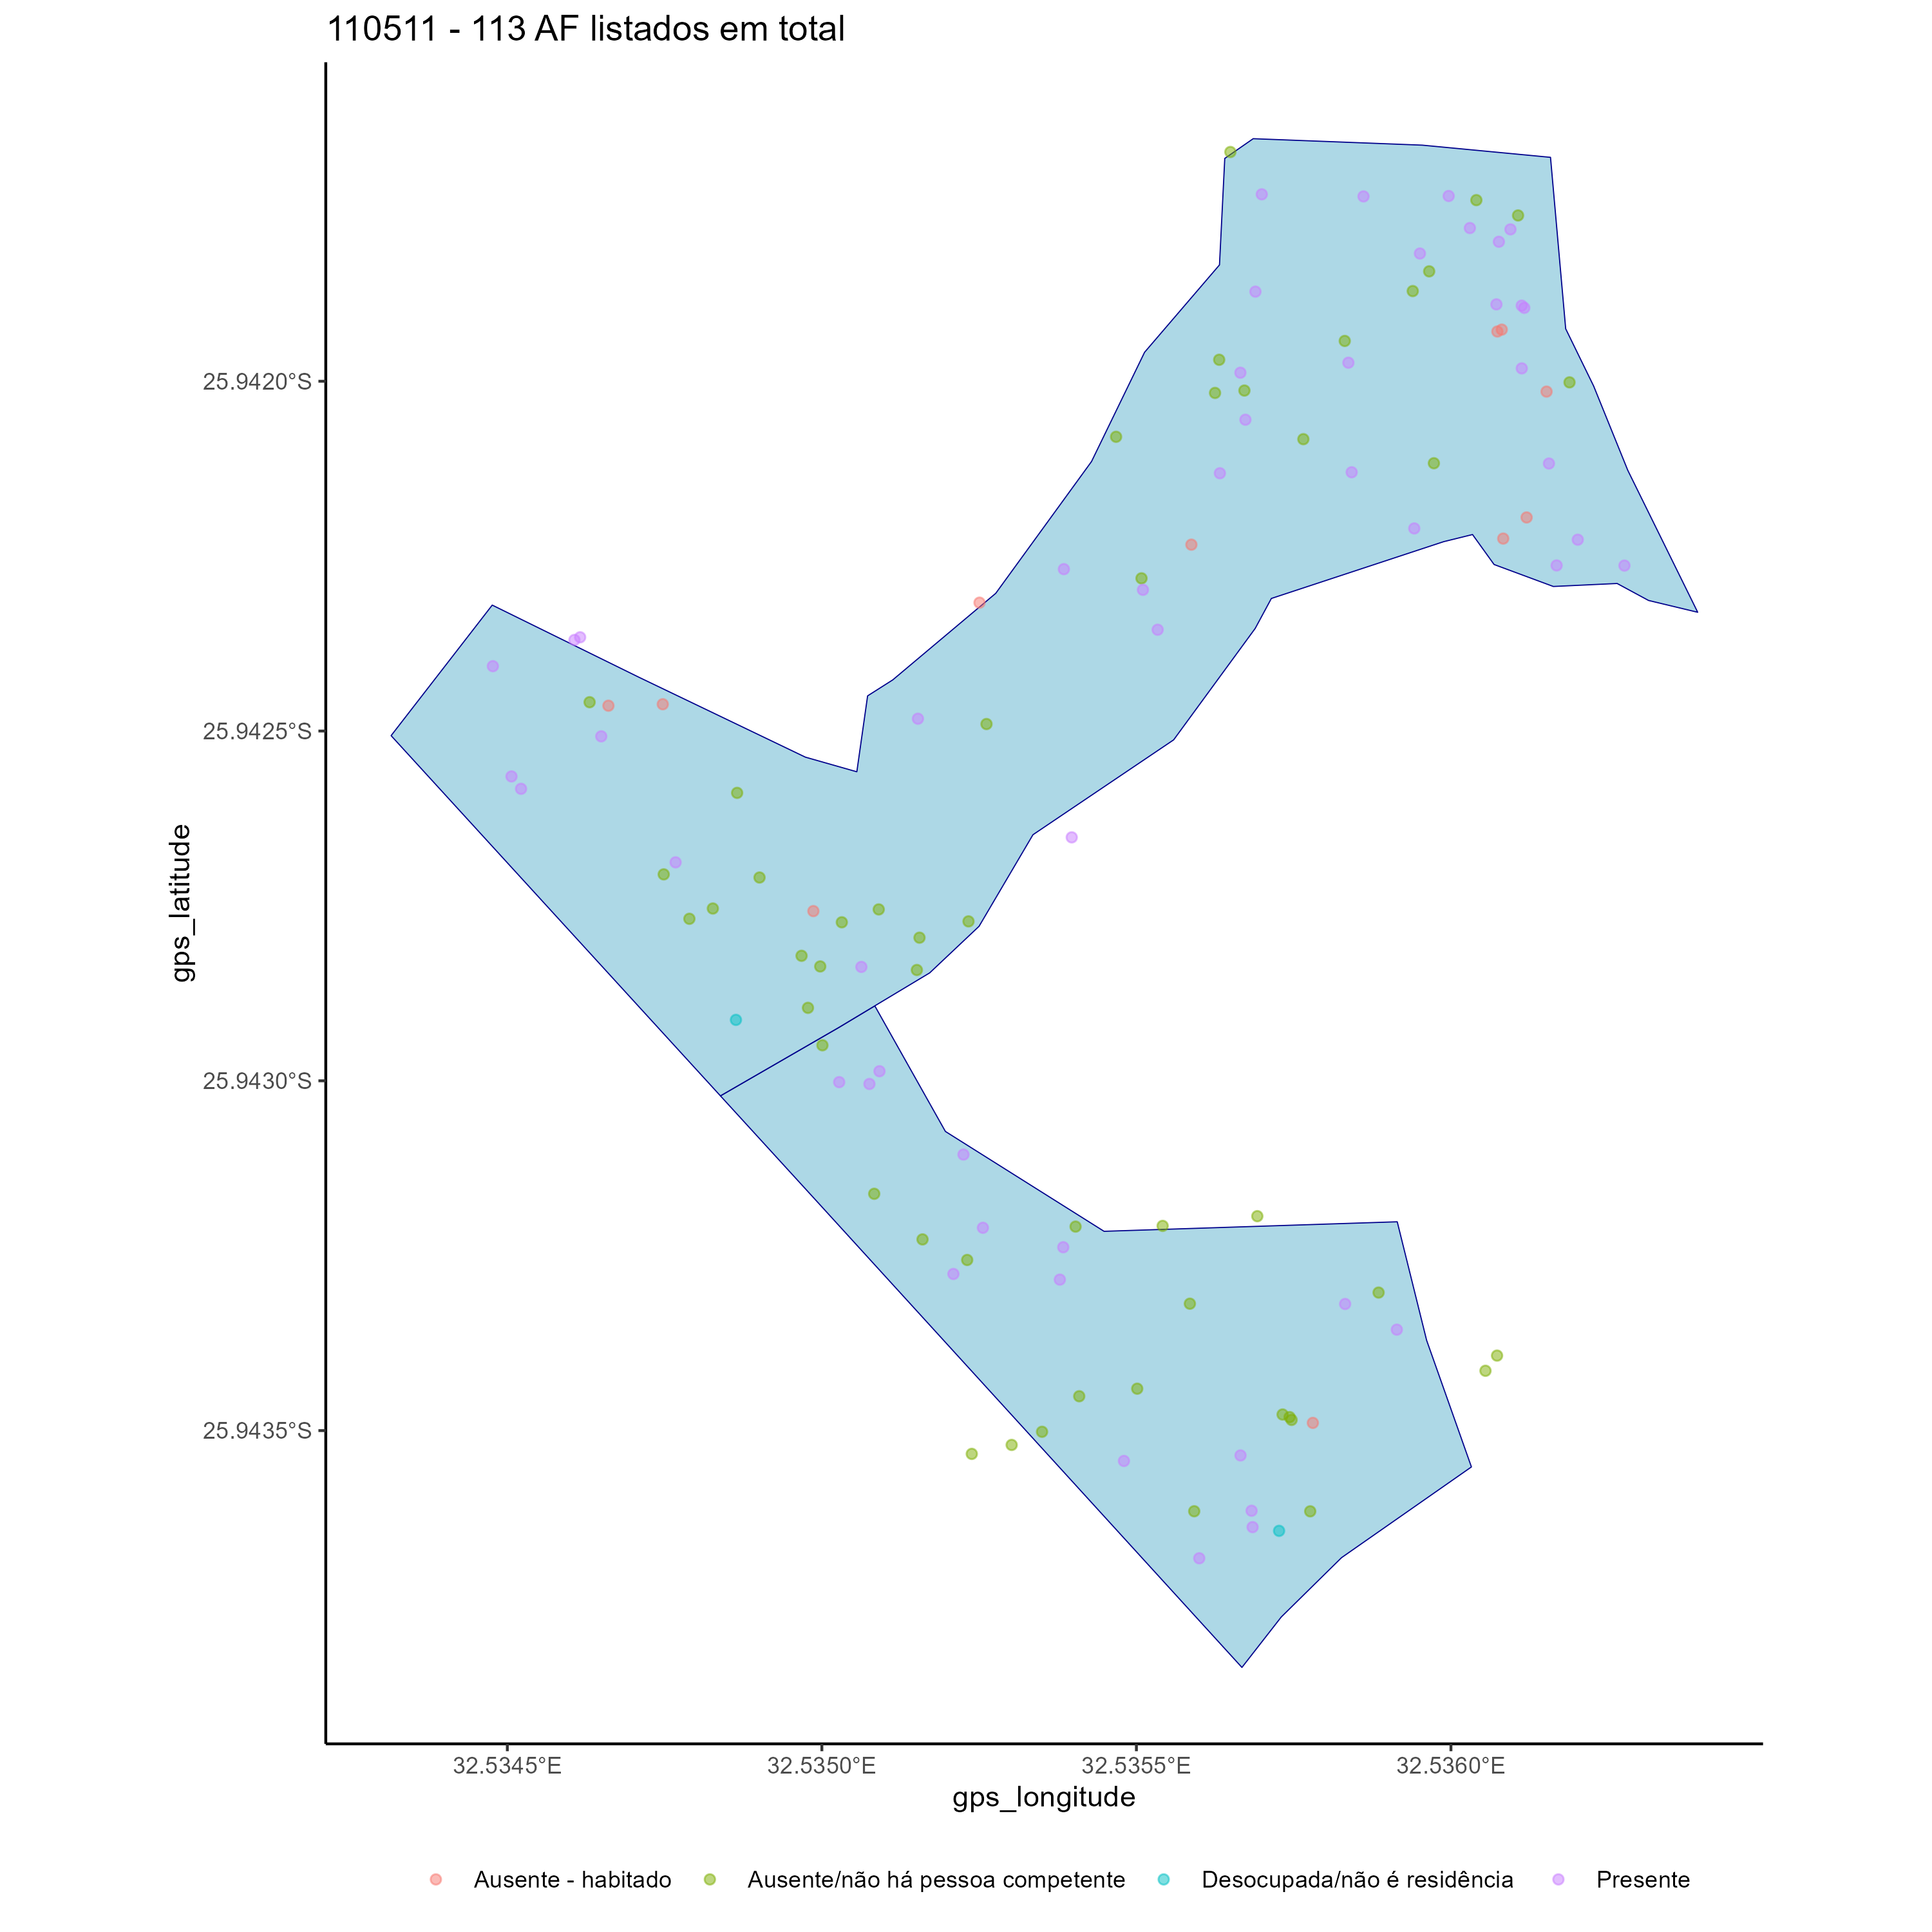 110511 - 113 AF listados em total
25.9420°S
25.9425°S
25.9430°S
25.9435°S
gps_latitude
32.5345°E 32.5350°E 32.5355°E 32.5360°E
gps_longitude
Ausente - habitado Ausente/não há pessoa competente Desocupada/não é residência Presente